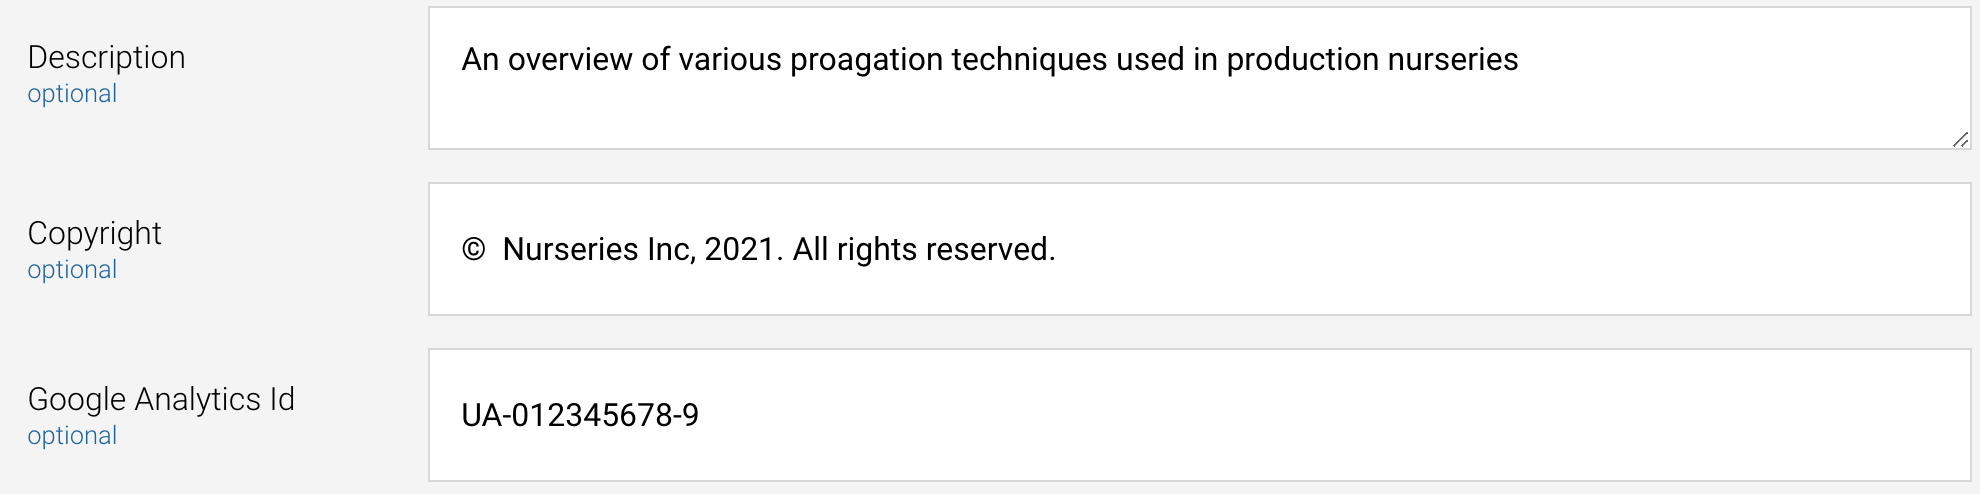 Description
optional
An overview of various proagation techniques used in production nurseries
Copyright
optional
©  Nurseries Inc, 2021. All rights reserved.
Google Analytics Id
optional
UA-012345678-9